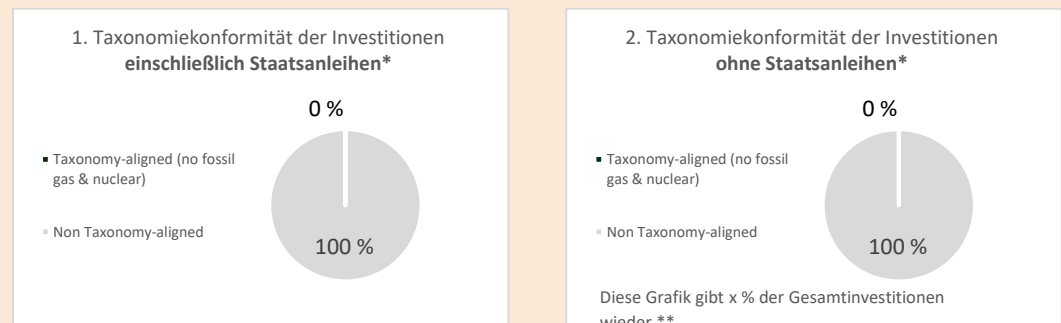 1. Taxonomiekonformität der Investitionen
einschließlich Staatsanleihen*
0 %
Taxonomy-aligned (no fossil
gas & nuclear)
Non Taxonomy-aligned
100 %
2. Taxonomiekonformität der Investitionen
ohne Staatsanleihen*
0 %
Taxonomy-aligned (no fossil
gas & nuclear)
Non Taxonomy-aligned
100 %
Diese Grafik gibt x % der Gesamtinvestitionen
wieder.**